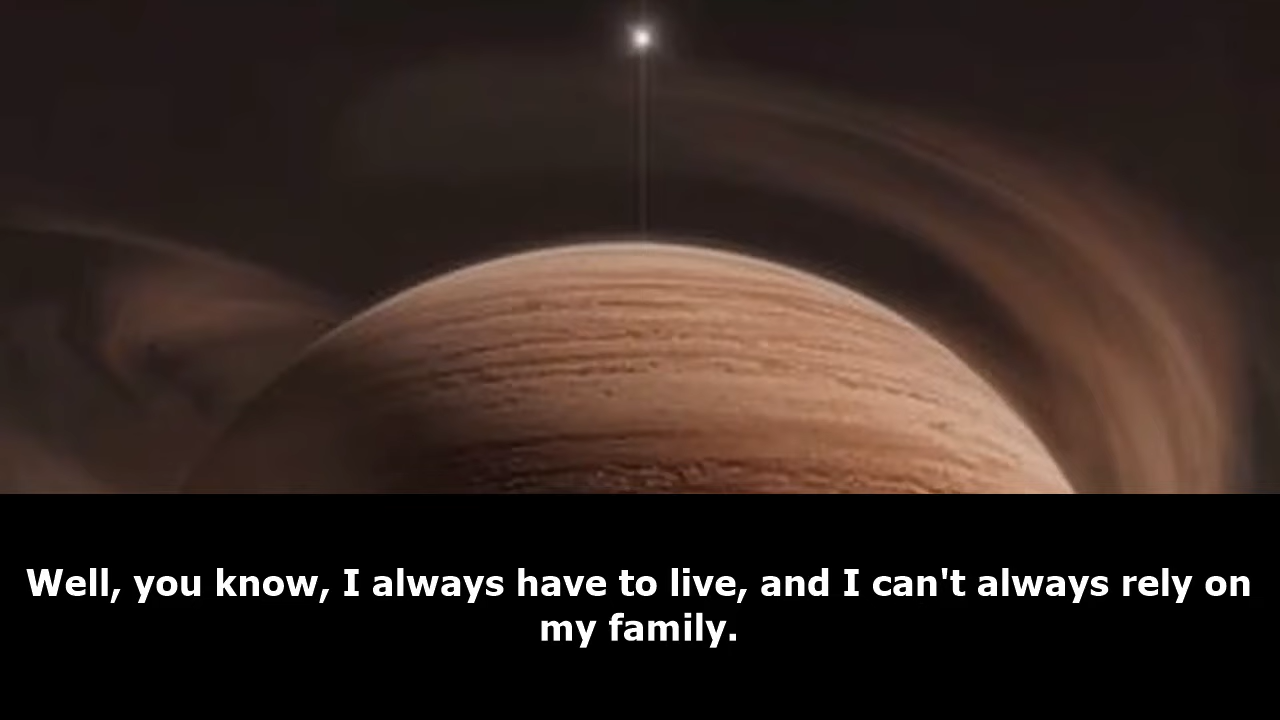 Well, you know, I always have to live, and I can't always rely on
my family.